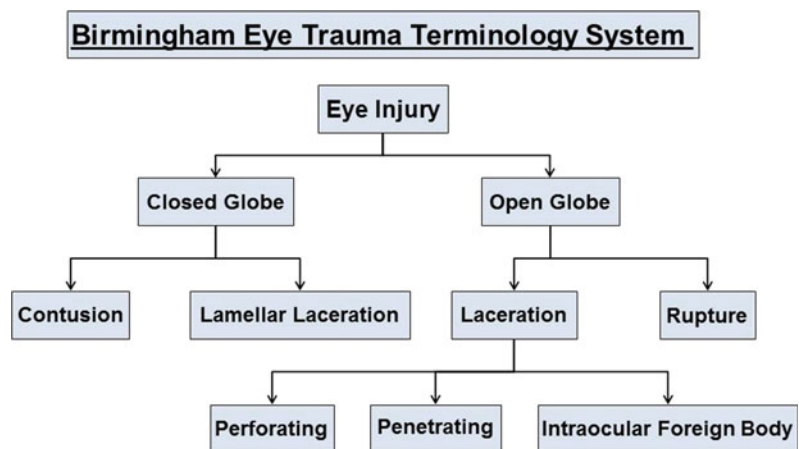 Birmingham Eye Trauma Terminology System
Eye Injury
Closed Globe
Open Globe
Contusion
Lamellar Laceration
Laceration
Rupture
Perforating
Penetrating
Intraocular Foreign Body